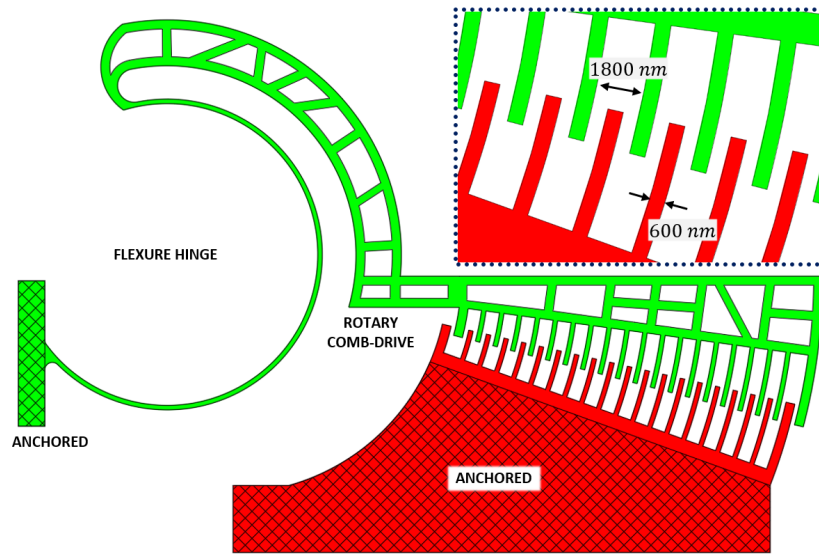 1800 nm
600 nm
FLEXURE HINGE
ROTARY
COMB-DRIVE
ANCHORED
ANCHORED